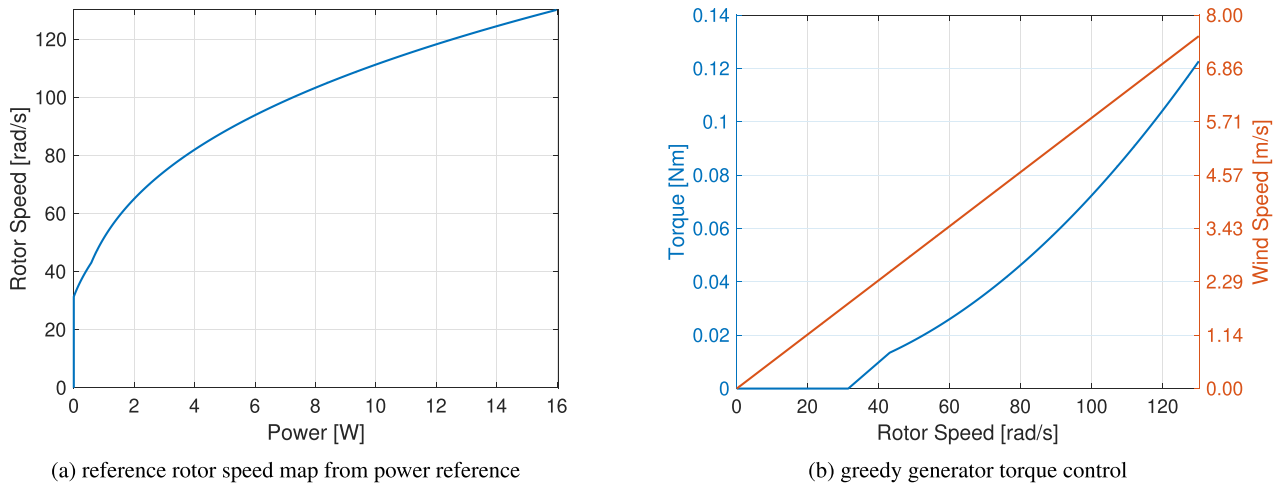 120
100
80
60
40
20
0
Rotor Speed [rad/s]
0 2 4 6 8 10 12 14 16
Power [W]
(a) reference rotor speed map from power reference
0.14
0.12
0.1
0.08
0.06
0.04
0.02
0
Torque [Nm]
8.00
6.86
5.71
4.57
3.43
2.29
1.14
0.00
Wind Speed [m/s]
0 20 40 60 80 100 120
Rotor Speed [rad/s]
(b) greedy generator torque control